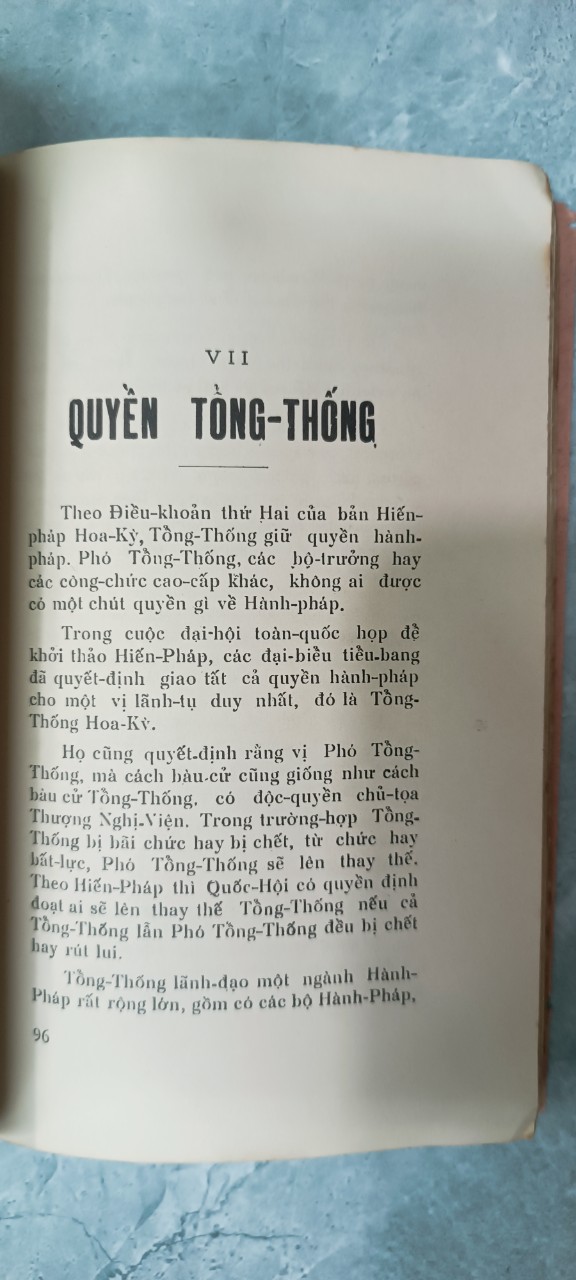 VII
QUYỀN TỔNG-THỐNG
Theo Điều-khoản thứ Hai của bản Hiến-
pháp Hoa-Kỳ, Tổng-Thống giữ quyền hành-
pháp. Phó Tổng-Thống, các bộ-trưởng hay
các công-chức cao-cấp khác, không ai được
có một chút quyền gì về Hành-pháp.
Trong cuộc đại-hội toàn-quốc họp để
khởi thảo Hiến-Pháp, các đại-biểu tiểu-bang
đã quyết-định giao tất cả quyền hành-pháp
cho một vị lãnh-tụ duy nhất, đó là Tổng-
Thống Hoa-Kỳ.
Họ cũng quyết-định rằng vị Phó Tổng-
Thống, mà cách bàu-cử cũng giống như cách
bàu cử Tổng-Thống, có độc-quyền chủ-tọa
Thượng Nghị-Viện. Trong trường-hợp Tổng-
Thống bị bãi chức hay bị chết, từ chức hay
bất-lực, Phó Tổng-Thống sẽ lên thay thế.
Theo Hiến-Pháp thì Quốc-Hội có quyền định
đoạt ai sẽ lên thay thế Tổng-Thống nếu cả
Tổng-Thống lẫn Phó Tổng-Thống đều bị chết
hay rút lui.
Tổng-Thống lãnh-đạo một ngành Hành-
Pháp rất rộng lớn, gồm có các bộ Hành-Pháp,
96